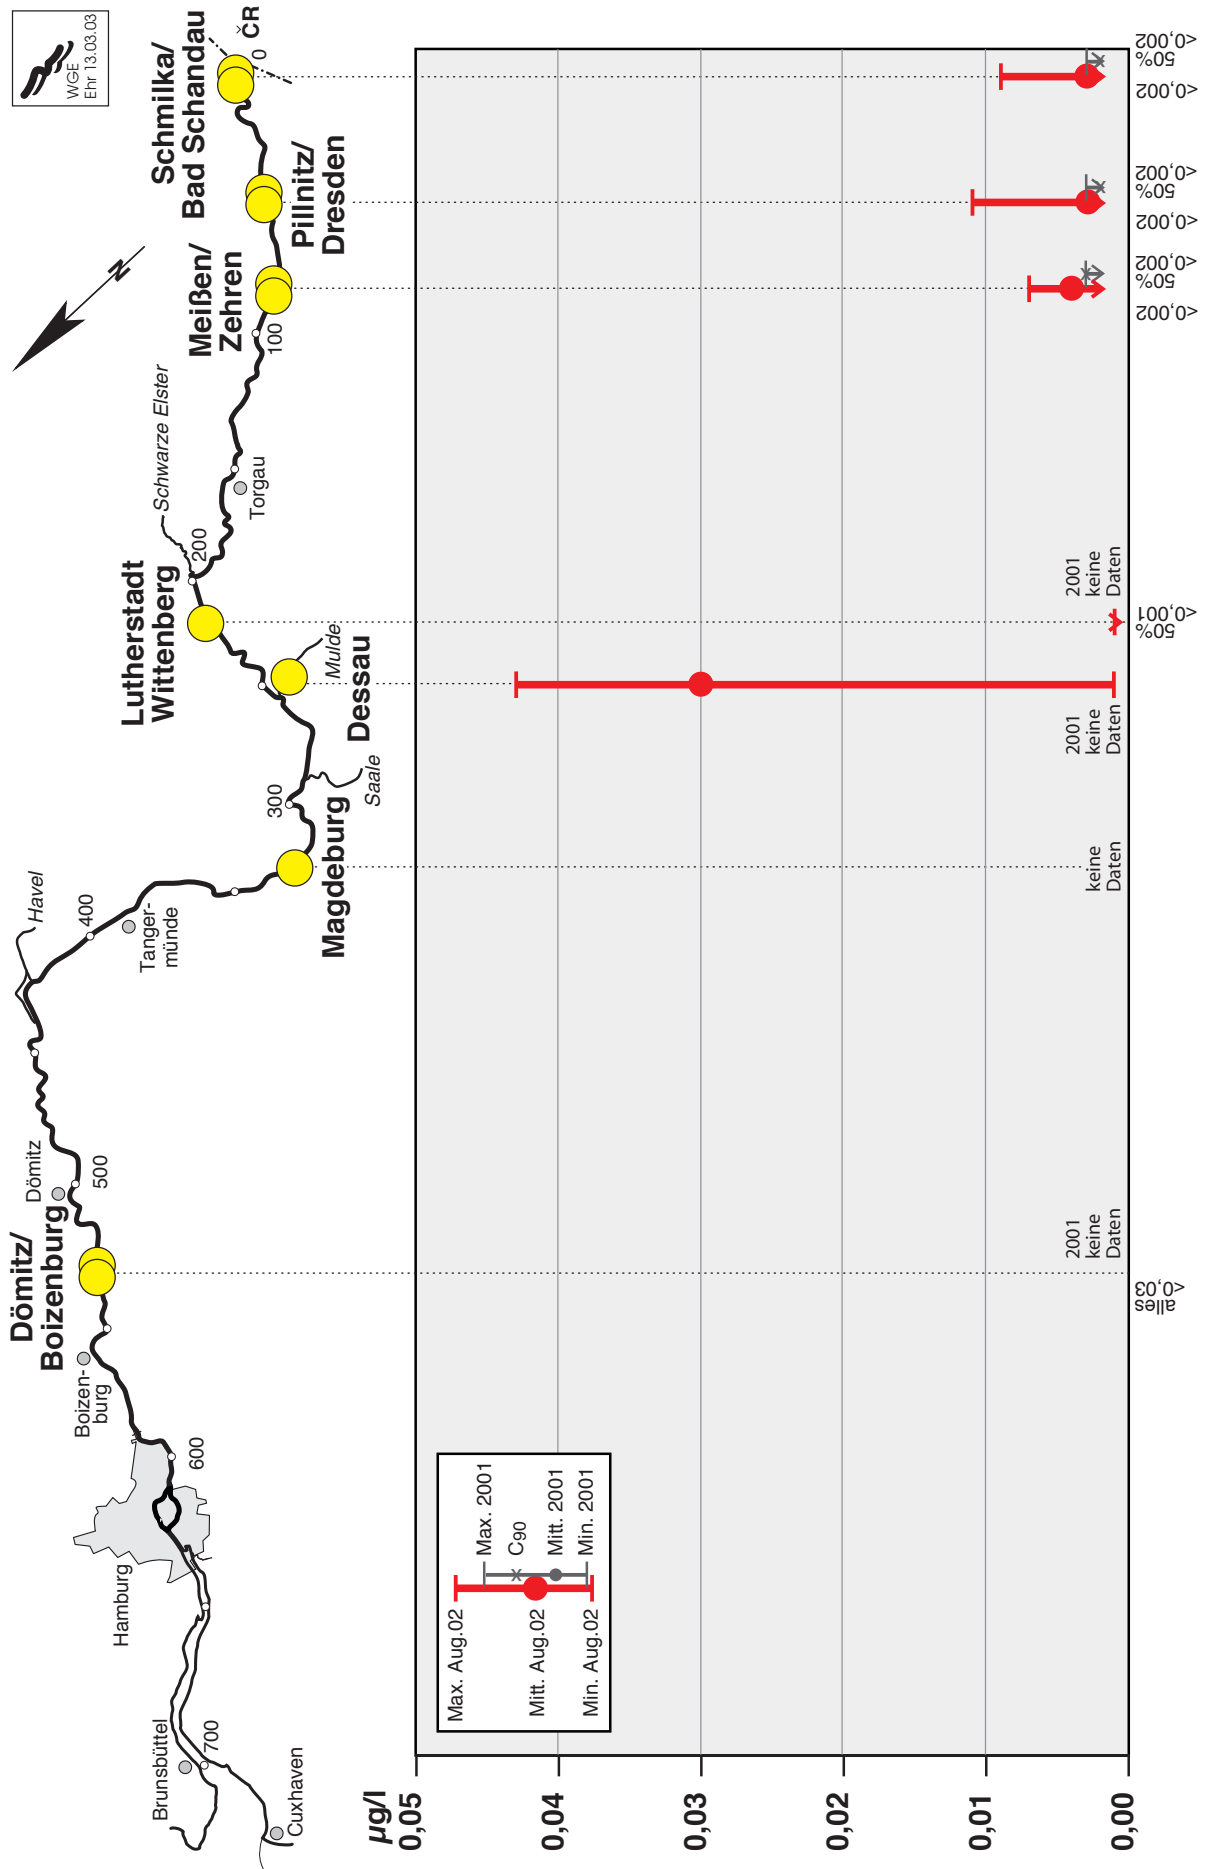 WGE
Ehr 13.03.03
Schmilka/
Bad Schandau
ČR
0
Pillnitz/
Dresden
Meißen/
Zehren
N
100
Schwarze Elster
Torgau
200
Lutherstadt
Wittenberg
Mulde
Dessau
Saale
300
Magdeburg
Havel
400
Tanger-
münde
Dömitz
500
Dömitz/
Boizenburg
Boizen-
burg
600
Hamburg
Brunsbüttel
700
Cuxhaven
µg/l
0,05
0,04
0,03
0,02
0,01
0,00
Max. Aug.02
Mitt. Aug.02
Min. Aug.02
Max. 2001
C90
Mitt. 2001
Min. 2001
alles
<0,03
2001
keine
Daten
keine
Daten
2001
keine
Daten
2001
keine
Daten
50%
<0,001
<0,002
50%
<0,002
<0,002
50%
<0,002
<0,002
50%
<0,002